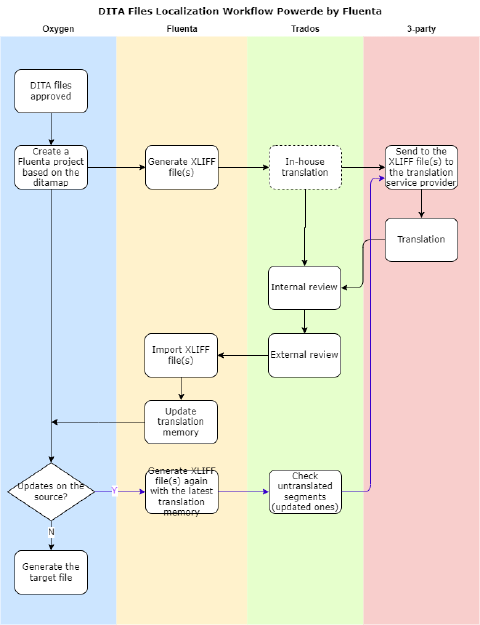 DITA Files Localization Workflow Powerde by Fluenta
Oxygen
Fluenta
Trados
3-party
DITA files
approved
Create a
Fluenta project
based on the
ditamap
Generate XLIFF
file(s)
In-house
translation
Send to the
XLIFF file(s) to
the translation
service provider
Translation
Internal review
External review
Import XLIFF
file(s)
Update
translation
memory
Updates on the
source?
Y
Generate XLIFF
file(s) again
with the latest
translation
memory
Check
untranslated
segments
(updated ones)
N
Generate the
target file